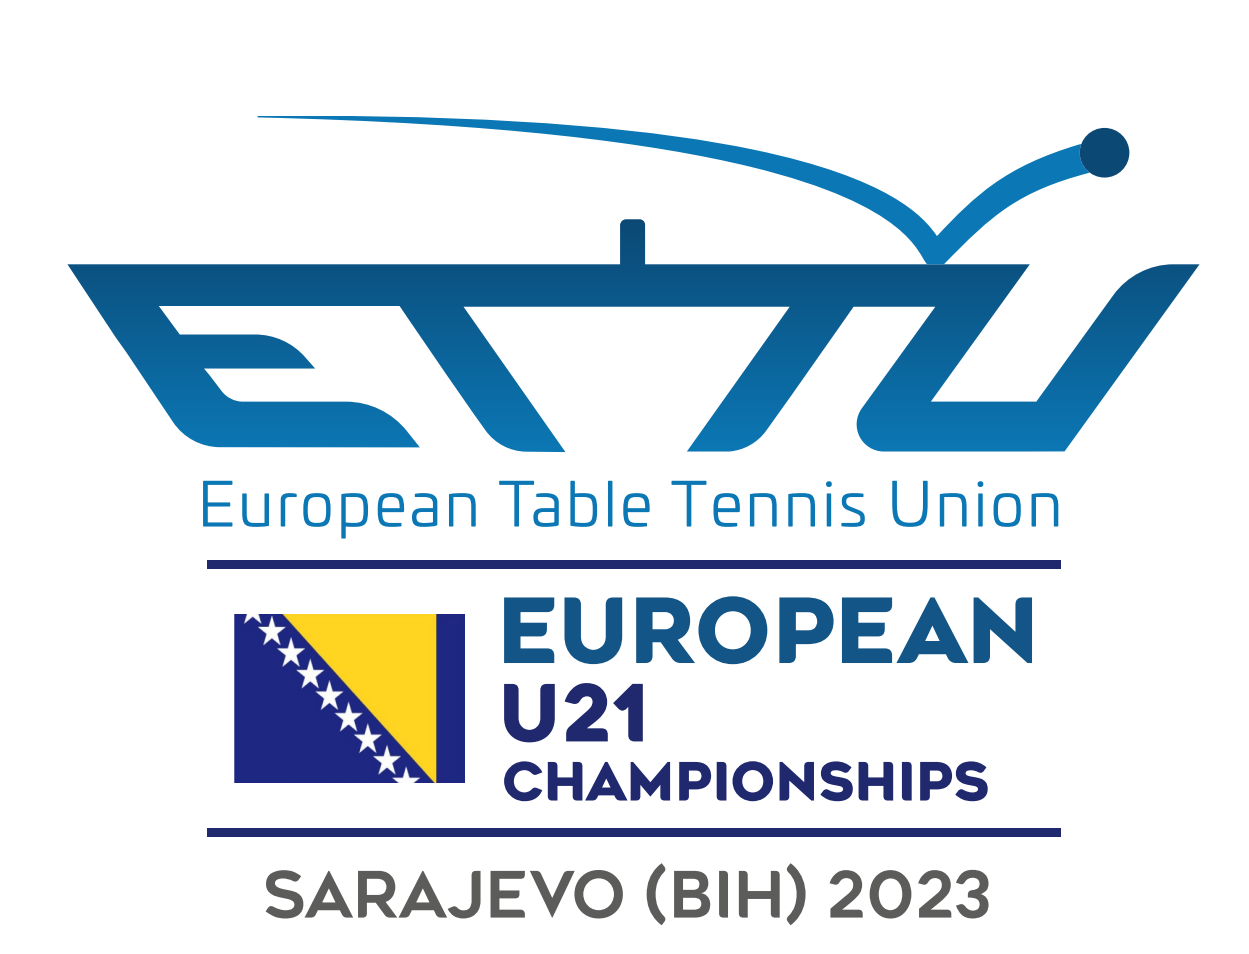 ETTU
European Table Tennis Union
EUROPEAN
U21
CHAMPIONSHIPS
SARAJEVO (BIH) 2023